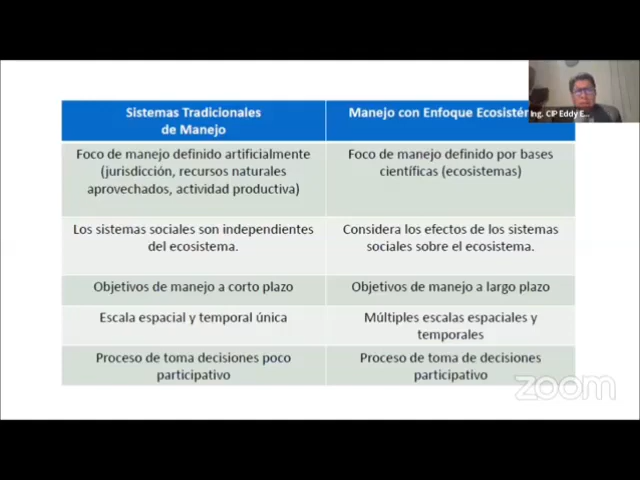 Sistemas Tradicionales
de Manejo
Manejo con Enfoque
Ing. CIP Eddy E...
Foco de manejo definido artificialmente
(jurisdicción, recursos naturales
aprovechados, actividad productiva)
Foco de manejo definido por bases
científicas (ecosistemas)
Los sistemas sociales son independientes
del ecosistema.
Considera los efectos de los sistemas
sociales sobre el ecosistema.
Objetivos de manejo a corto plazo
Objetivos de manejo a largo plazo
Escala espacial y temporal única
Múltiples escalas espaciales y
temporales
Proceso de toma decisiones poco
participativo
Proceso de toma de decisiones
participativo
zoom